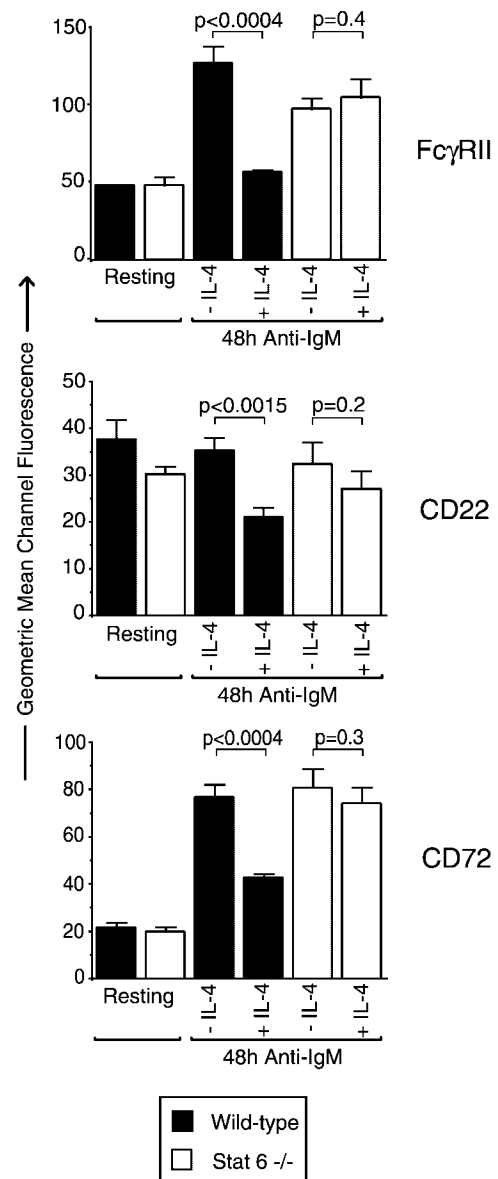 p<0.0004 p=0.4
150
100
50
0
FcγRII
Resting
- IL-4
+ IL-4
- IL-4
+ IL-4
48h Anti-IgM
Geometric Mean Channel Fluorescence
50
40
30
20
10
0
p<0.0015 p=0.2
CD22
Resting
- IL-4
+ IL-4
- IL-4
+ IL-4
48h Anti-IgM
100
80
60
40
20
0
p<0.0004 p=0.3
CD72
Resting
- IL-4
+ IL-4
- IL-4
+ IL-4
48h Anti-IgM
Wild-type
Stat 6 -/-